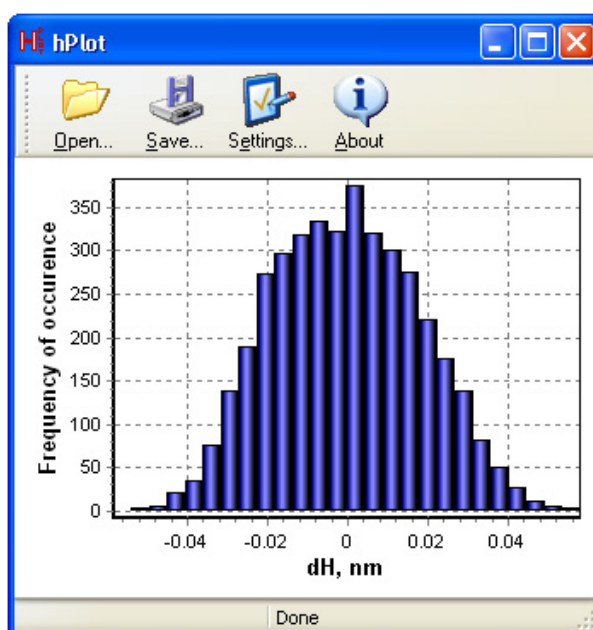 hPlot
Open... Save... Settings... About
350
300
250
200
150
100
50
0
Frequency of occurence
-0.04 -0.02 0 0.02 0.04
dH, nm
Done